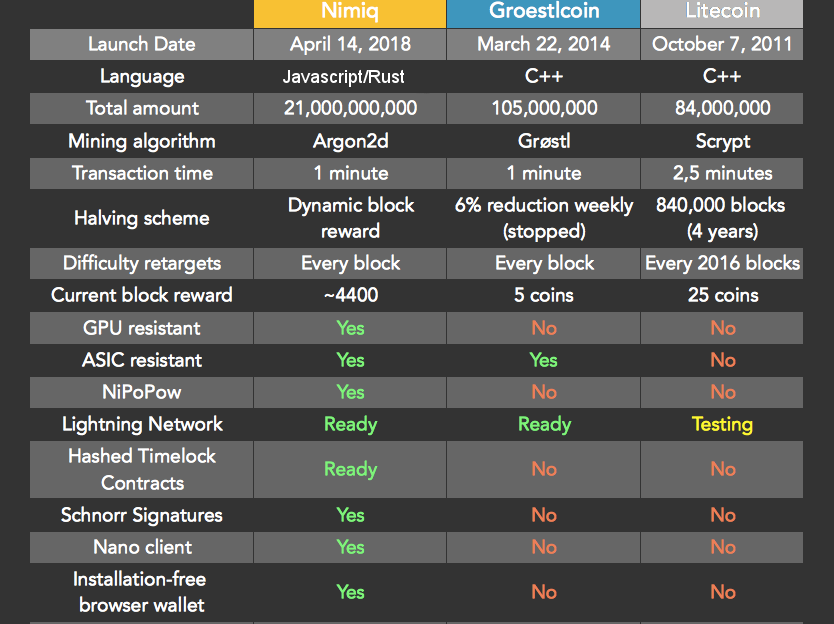 Nimiq Groestlcoin Litecoin
Launch Date April 14, 2018 March 22, 2014 October 7, 2011
Language Javascript/Rust C++ C++
Total amount 21,000,000,000 105,000,000 84,000,000
Mining algorithm Argon2d Grøstl Scrypt
Transaction time 1 minute 1 minute 2,5 minutes
Halving scheme Dynamic block reward 6% reduction weekly (stopped) 840,000 blocks (4 years)
Difficulty retargets Every block Every block Every 2016 blocks
Current block reward ~4400 5 coins 25 coins
GPU resistant Yes No No
ASIC resistant Yes Yes No
NiPoPow Yes No No
Lightning Network Ready Ready Testing
Hashed Timelock Contracts Ready No No
Schnorr Signatures Yes No No
Nano client Yes No No
Installation-free browser wallet Yes No No